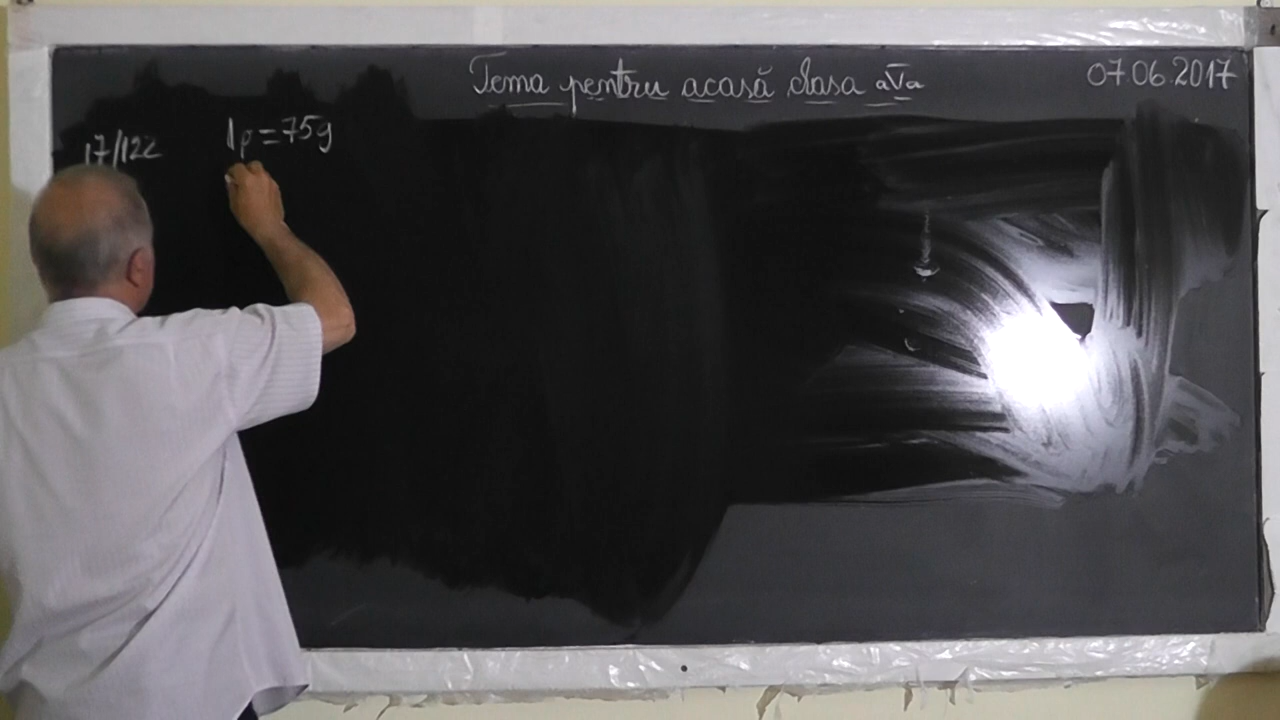 Tema pentru acasă clasa a V a
07.06.2017
17/122
1p=75g